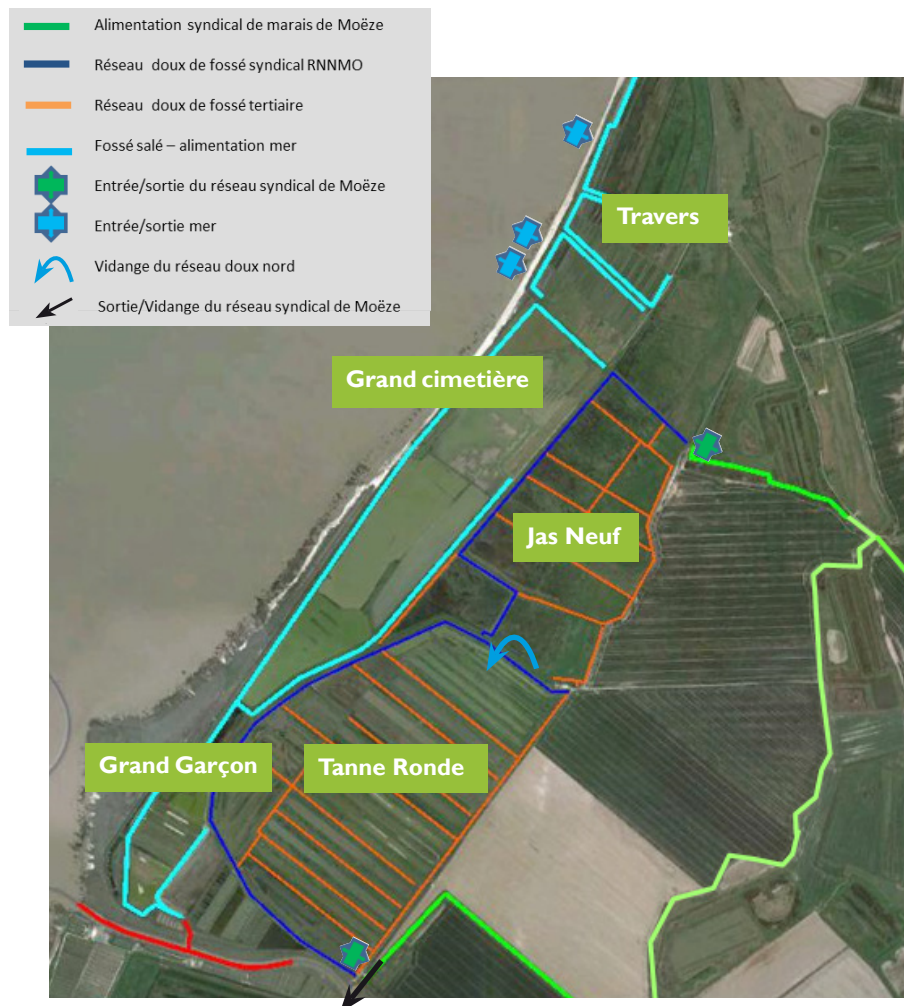 Alimentation syndical de marais de Moëze
Réseau doux de fossé syndical RNNMO
Réseau doux de fossé tertiaire
Fossé salé – alimentation mer
Entrée/sortie du réseau syndical de Moëze
Entrée/sortie mer
Vidange du réseau doux nord
Sortie/Vidange du réseau syndical de Moëze
Travers
Grand cimetière
Jas Neuf
Grand Garçon
Tanne Ronde